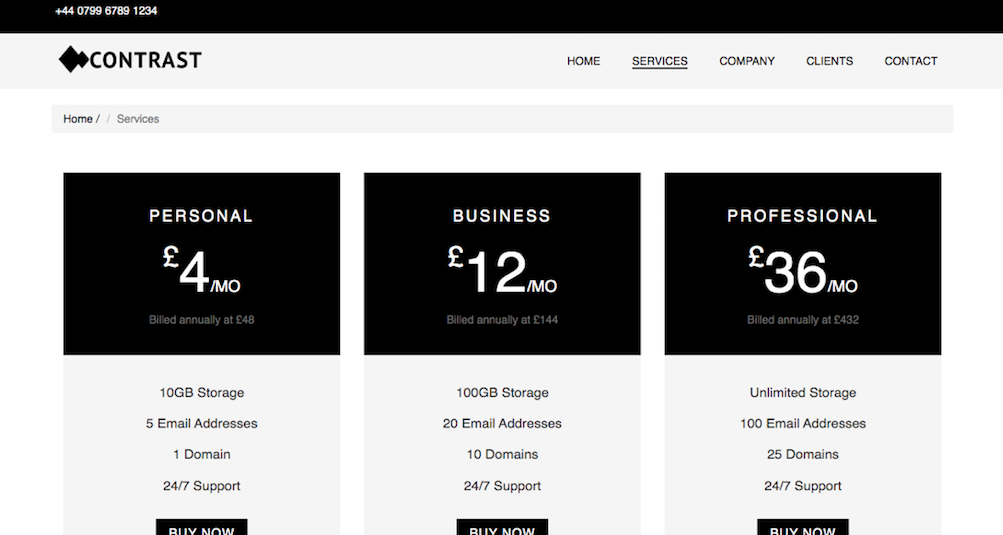 +44 0799 6789 1234
CONTRAST
HOME SERVICES COMPANY CLIENTS CONTACT
Home / / Services
PERSONAL
£4/MO
Billed annually at £48
10GB Storage
5 Email Addresses
1 Domain
24/7 Support
BUY NOW
BUSINESS
£12/MO
Billed annually at £144
100GB Storage
20 Email Addresses
10 Domains
24/7 Support
BUY NOW
PROFESSIONAL
£36/MO
Billed annually at £432
Unlimited Storage
100 Email Addresses
25 Domains
24/7 Support
BUY NOW